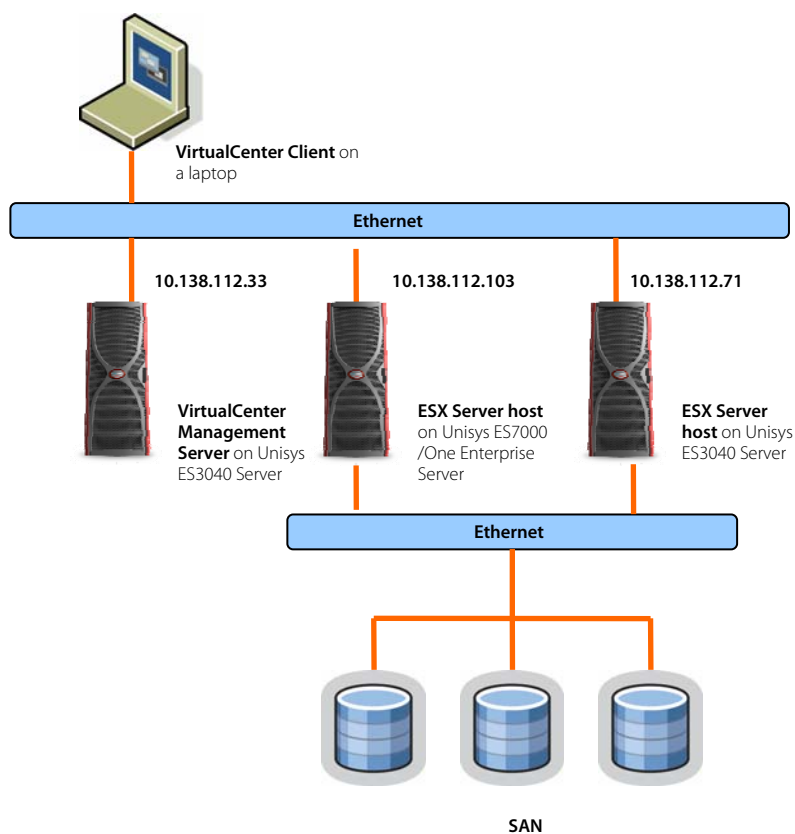 VirtualCenter Client on
a laptop
Ethernet
10.138.112.33
10.138.112.103
10.138.112.71
VirtualCenter
Management
Server on Unisys
ES3040 Server
ESX Server host
on Unisys ES7000
/One Enterprise
Server
ESX Server
host on Unisys
ES3040 Server
Ethernet
SAN